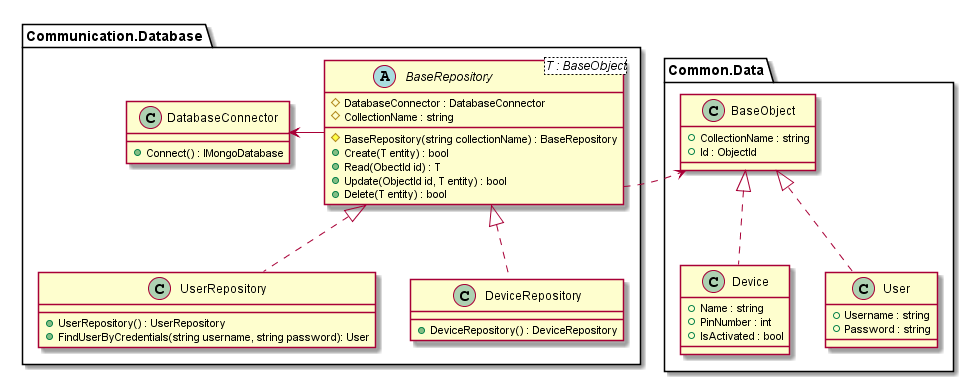 Communication.Database
T : BaseObject
A BaseRepository
DatabaseConnector : DatabaseConnector
CollectionName : string
BaseRepository(string collectionName) : BaseRepository
Create(T entity) : bool
Read(ObectId id) : T
Update(ObjectId id, T entity) : bool
Delete(T entity) : bool
C DatabaseConnector
Connect() : IMongoDatabase
C UserRepository
UserRepository() : UserRepository
FindUserByCredentials(string username, string password): User
C DeviceRepository
DeviceRepository() : DeviceRepository
Common.Data
C BaseObject
CollectionName : string
Id : ObjectId
C Device
Name : string
PinNumber : int
IsActivated : bool
C User
Username : string
Password : string